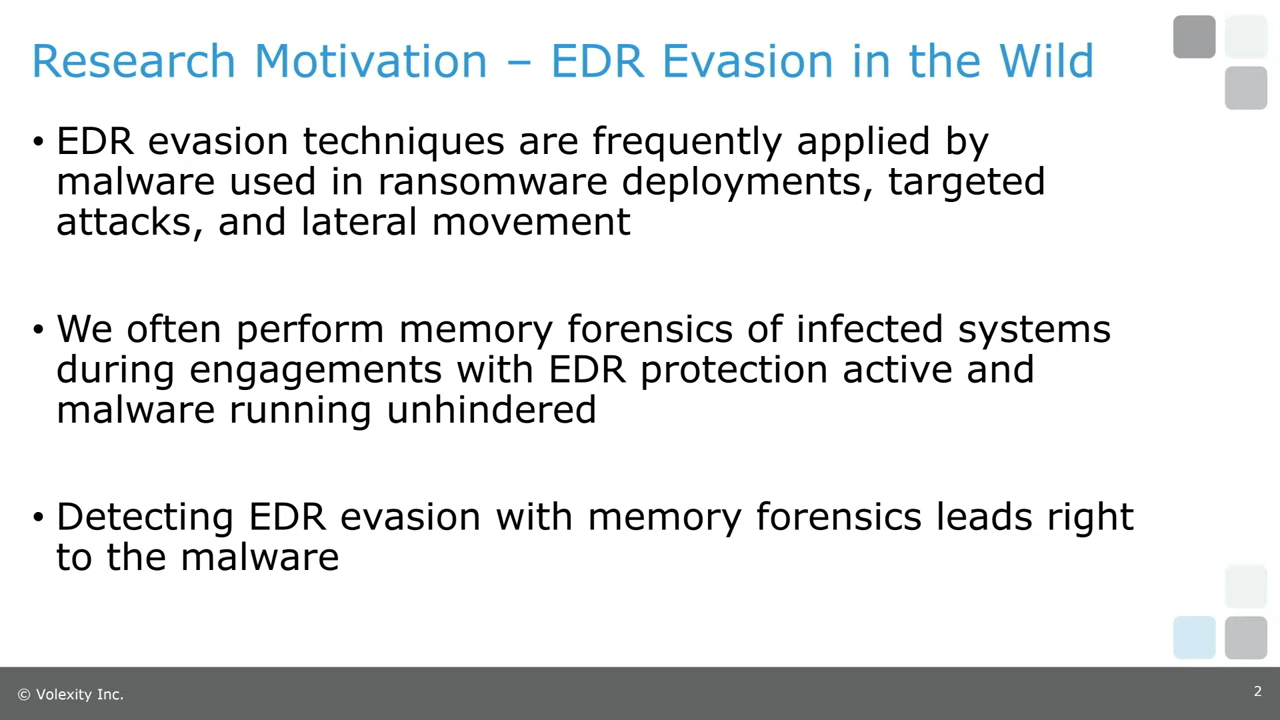 Research Motivation – EDR Evasion in the Wild
• EDR evasion techniques are frequently applied by
malware used in ransomware deployments, targeted
attacks, and lateral movement
• We often perform memory forensics of infected systems
during engagements with EDR protection active and
malware running unhindered
• Detecting EDR evasion with memory forensics leads right
to the malware
© Volexity Inc.
2